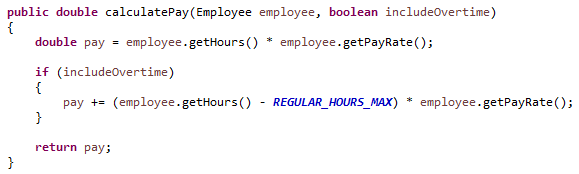 public double calculatePay(Employee employee, boolean includeOvertime)
{
    double pay = employee.getHours() * employee.getPayRate();

    if (includeOvertime)
    {
        pay += (employee.getHours() - REGULAR_HOURS_MAX) * employee.getPayRate();
    }

    return pay;
}